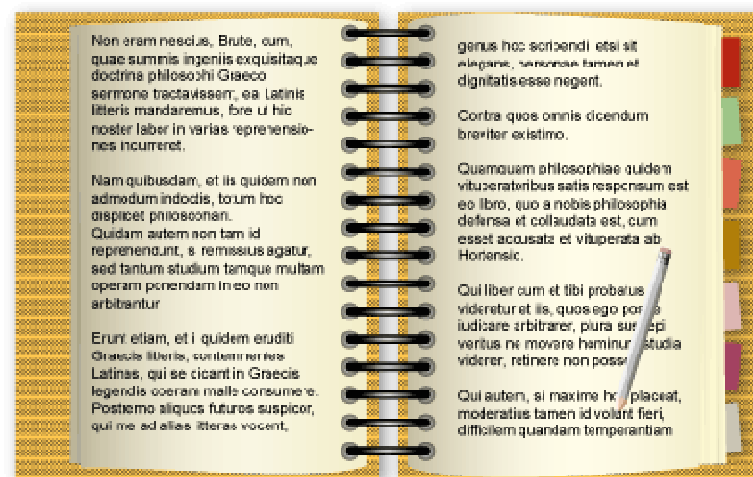 Non eram nescius, Brute, cum,
quae summis ingeniis exquisitaque
doctrina philosophi Graeco
sermone tractavissent, ea Latinis
litteris mandaremus, fore ut hic
noster labor in varias reprehensio-
nes incurreret.
Nam quibusdam, et iis quidem non
admodum indoctis, totum hoc
displicet philosophari.
Quidam autem non tam id
reprehendunt, si remissius agatur,
sed tantum studium tamque multam
operam ponendam in eo non
arbitrantur
Erunt etiam, et ii quidem eruditi
Graecis litteris, contemnentes
Latinas, qui se dicant in Graecis
legendis operam malle consumere.
Postremo aliquos futuros suspicor,
qui me ad alias litteras vocent,
genus hoc scribendi, etsi sit
elegans, personae tamen et
dignitatis esse negent.
Contra quos omnis dicendum
breviter existimo.
Quamquam philosophiae quidem
vituperatoribus satis responsum est
eo libro, quo a nobis philosophia
defensa et collaudata est, cum
esset accusata et vituperata ab
Hortensio.
Qui liber cum et tibi probatus
videretur et iis, quos ego
iudicare arbitrarer, plura
veritus ne movere hominum studia
viderer, retinere non
Qui autem, si maxime hoc placeat,
moderatius tamen id volunt fieri,
difficilem quandam temperantiam